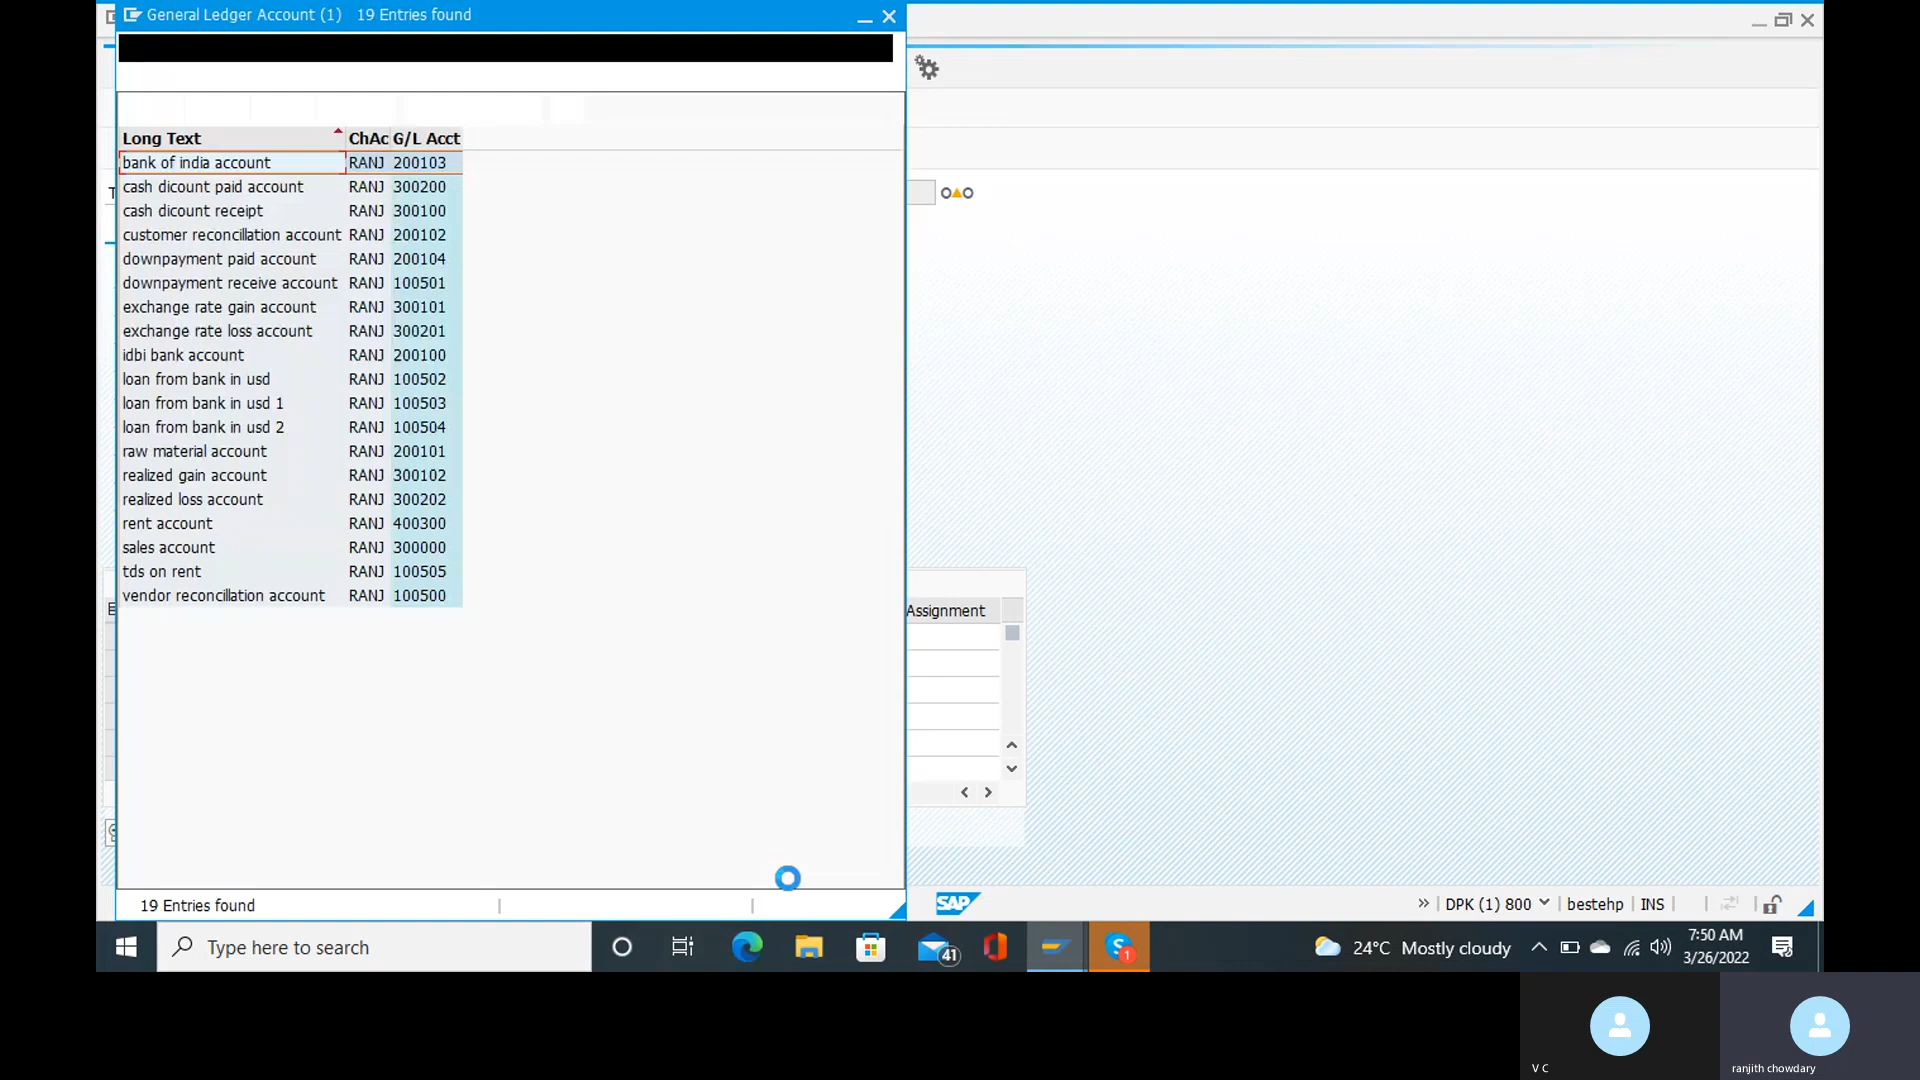 General Ledger Account (1) 19 Entries found
Long Text ChAc G/L Acct
bank of india account RANJ 200103
cash dicount paid account RANJ 300200
cash dicount receipt RANJ 300100
customer reconcillation account RANJ 200102
downpayment paid account RANJ 200104
downpayment receive account RANJ 100501
exchange rate gain account RANJ 300101
exchange rate loss account RANJ 300201
idbi bank account RANJ 200100
loan from bank in usd RANJ 100502
loan from bank in usd 1 RANJ 100503
loan from bank in usd 2 RANJ 100504
raw material account RANJ 200101
realized gain account RANJ 300102
realized loss account RANJ 300202
rent account RANJ 400300
sales account RANJ 300000
tds on rent RANJ 100505
vendor reconcillation account RANJ 100500
Assignment
19 Entries found
SAP
DPK (1) 800 bestehp INS
Type here to search
41
S 1
24°C Mostly cloudy
7:50 AM
3/26/2022
V C
ranjith chowdary